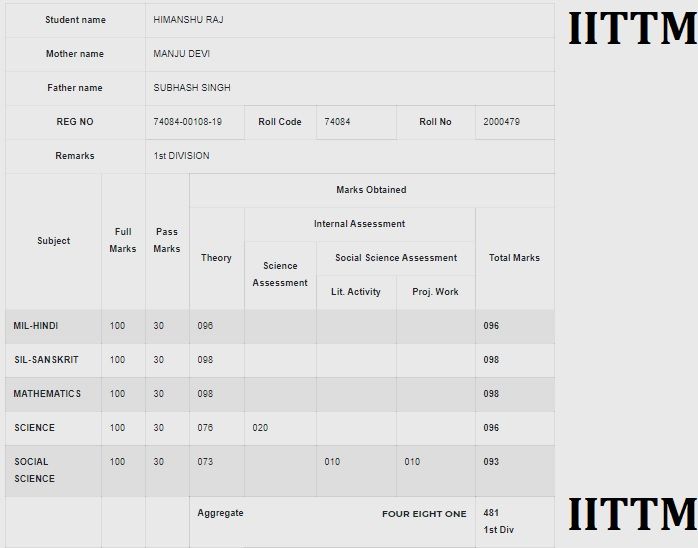 Student name HIMANSHU RAJ
IITTM
Mother name MANJU DEVI
Father name SUBHASH SINGH
REG NO 74084-00108-19 Roll Code 74084 Roll No 2000479
Remarks 1st DIVISION
Marks Obtained
Internal Assessment
Subject Full Marks Pass Marks Theory Science Assessment Social Science Assessment Total Marks
Lit. Activity Proj. Work
MIL-HINDI 100 30 096 096
SIL-SANSKRIT 100 30 098 098
MATHEMATICS 100 30 098 098
SCIENCE 100 30 076 020 096
SOCIAL SCIENCE 100 30 073 010 010 093
Aggregate FOUR EIGHT ONE 481
1st Div
IITTM